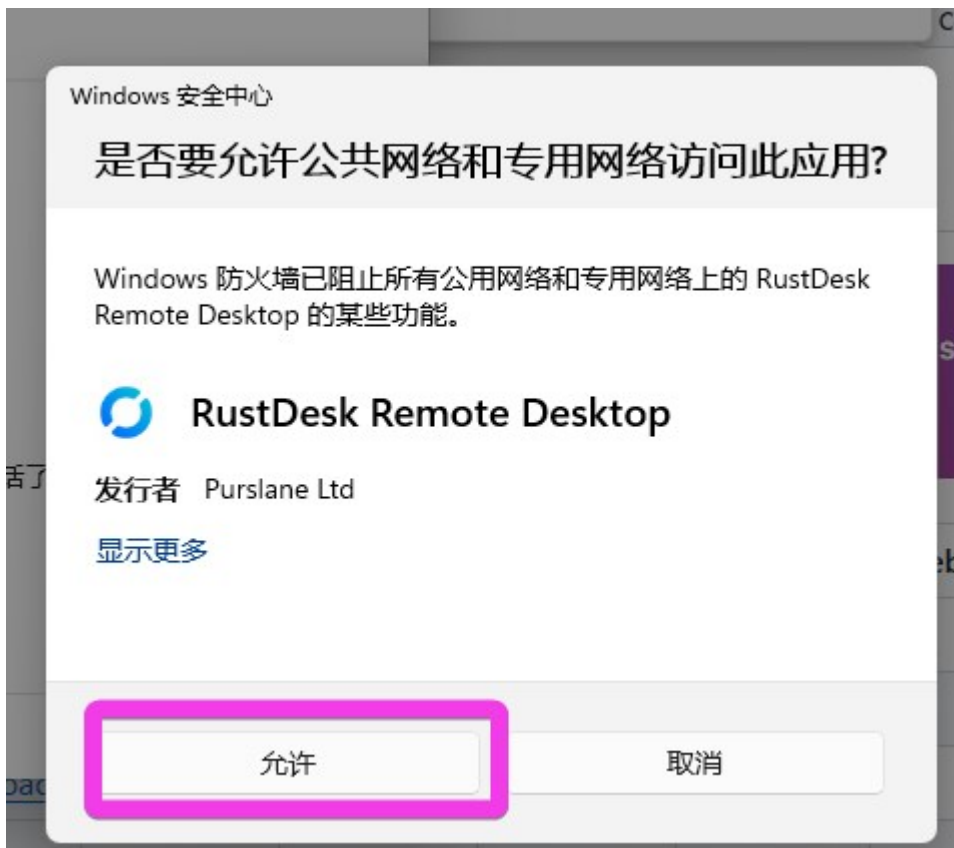 Windows 安全中心
是否要允许公共网络和专用网络访问此应用?
Windows 防火墙已阻止所有公用网络和专用网络上的 RustDesk
Remote Desktop 的某些功能。
RustDesk Remote Desktop
发行者 Purslane Ltd
显示更多
允许
取消